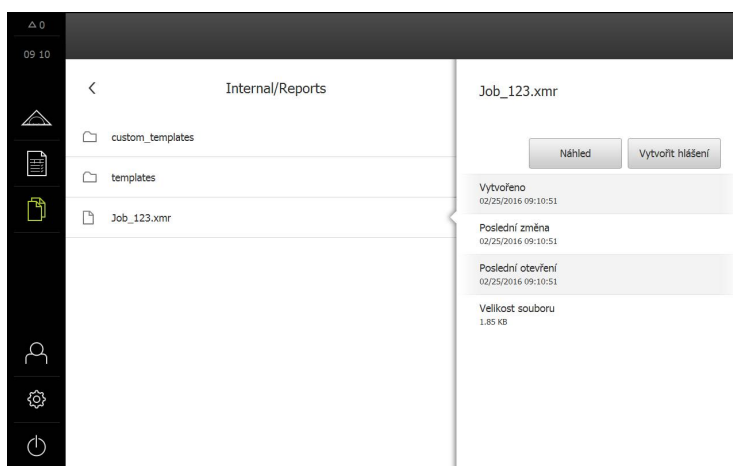 0
09 10
Internal/Reports
custom_templates
templates
Job_123.xmr
Job_123.xmr
Náhled
Vytvořit hlášení
Vytvořeno
02/25/2016 09:10:51
Poslední změna
02/25/2016 09:10:51
Poslední otevření
02/25/2016 09:10:51
Velikost souboru
1.85 KB